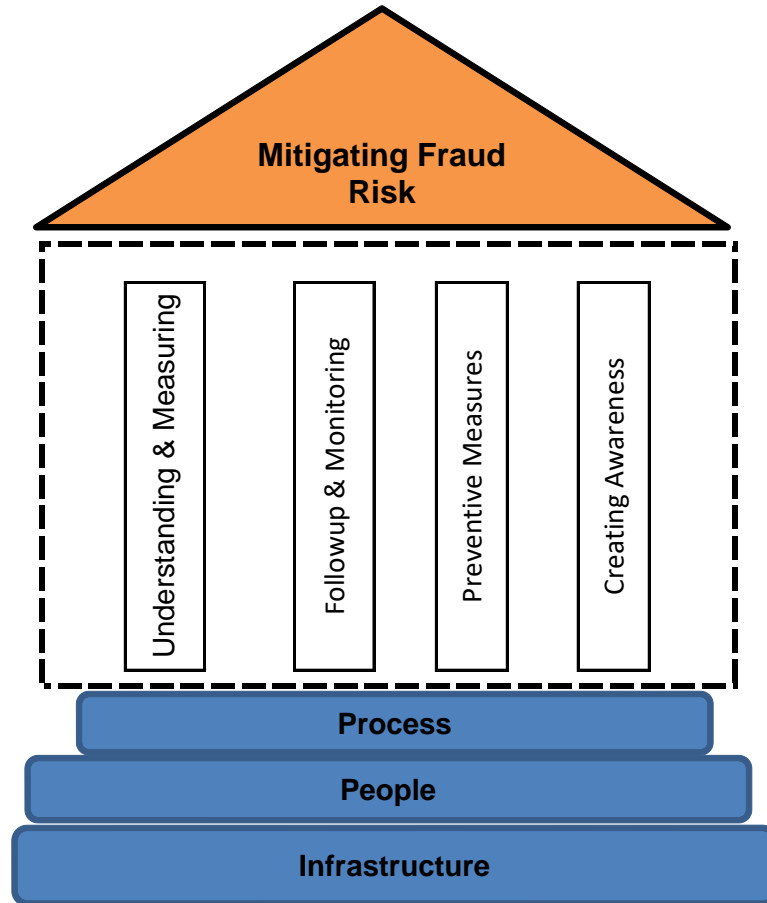 Mitigating Fraud
Risk
Understanding & Measuring
Followup & Monitoring
Preventive Measures
Creating Awareness
Process
People
Infrastructure